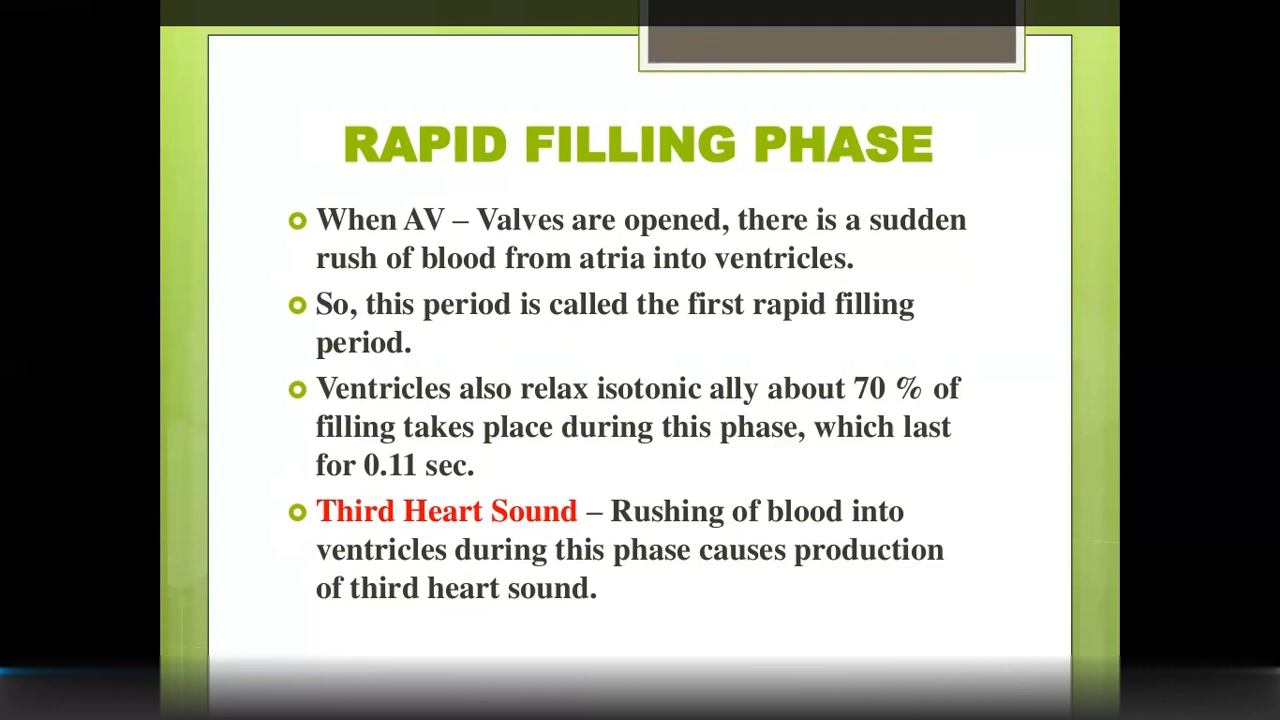 RAPID FILLING PHASE
When AV – Valves are opened, there is a sudden
rush of blood from atria into ventricles.
So, this period is called the first rapid filling
period.
Ventricles also relax isotonic ally about 70 % of
filling takes place during this phase, which last
for 0.11 sec.
Third Heart Sound – Rushing of blood into
ventricles during this phase causes production
of third heart sound.